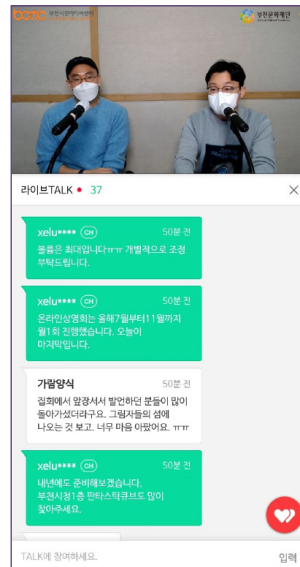 bcmc 부천시민미디어센터
부천문화재단
라이브TALK • 37
xelu**** CH 50분 전
볼륨은 최대입니다ㅠㅠ 개별적으로 조정
부탁드립니다.
xelu**** CH 50분 전
온라인상영회는 올해7월부터11월까지
월1회 진행했습니다. 오늘이
마지막입니다.
가람양식 50분 전
집회에서 앞장서서 발언하던 분들이 많이
돌아가셨더라구요. 그림자들의 섬에
나오는 것 보고. 너무 마음 아팠어요. ㅠㅠ
xelu**** CH 50분 전
내년에도 준비해보겠습니다.
부천시청1층 판타스틱큐브도 많이
찾아주세요.
TALK에 참여하세요.
입력